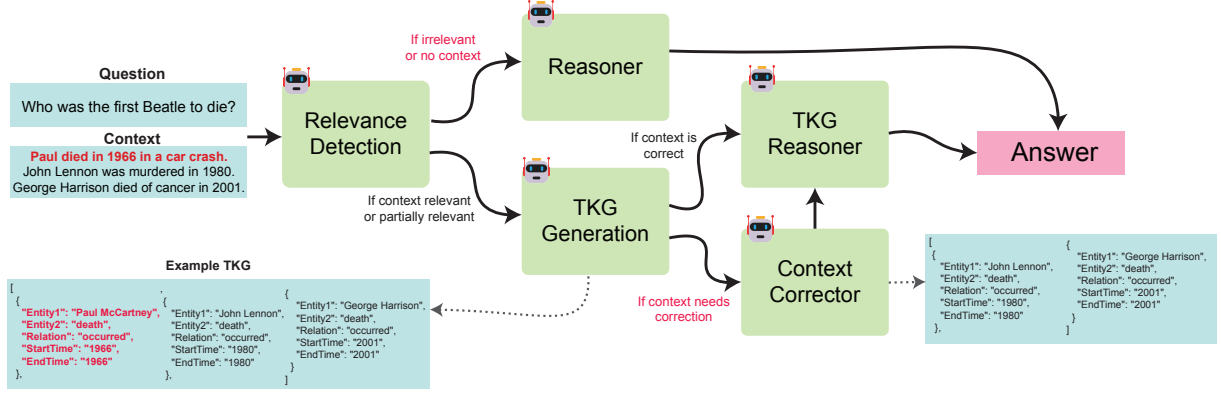 Question
Who was the first Beatle to die?
Context
Paul died in 1966 in a car crash.
John Lennon was murdered in 1980.
George Harrison died of cancer in 2001.
Relevance
Detection
If irrelevant
or no context
Reasoner
If context relevant
or partially relevant
TKG
Generation
If context is
correct
TKG
Reasoner
Answer
If context needs
correction
Context
Corrector
Example TKG
[
{
"Entity1": "Paul McCartney",
"Entity2": "death",
"Relation": "occurred",
"StartTime": "1966",
"EndTime": "1966"
},
,
{
"Entity1": "John Lennon",
"Entity2": "death",
"Relation": "occurred",
"StartTime": "1980",
"EndTime": "1980"
},
{
"Entity1": "George Harrison",
"Entity2": "death",
"Relation": "occurred",
"StartTime": "2001",
"EndTime": "2001"
}
]
[
{
"Entity1": "John Lennon",
"Entity2": "death",
"Relation": "occurred",
"StartTime": "1980",
"EndTime": "1980"
},
{
"Entity1": "George Harrison",
"Entity2": "death",
"Relation": "occurred",
"StartTime": "2001",
"EndTime": "2001"
}
]